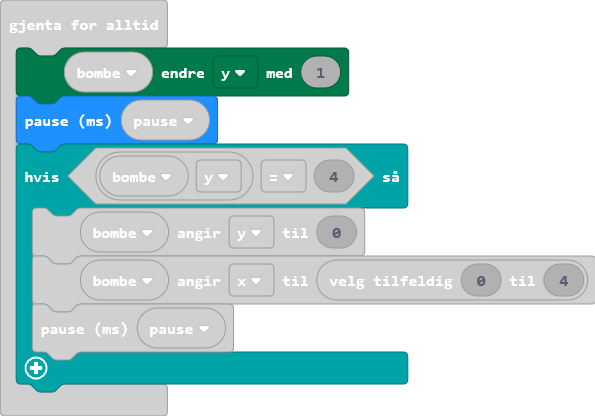 gjenta for alltid
bombe endre y med 1
pause (ms) pause
hvis bombe y = 4 så
bombe angir y til 0
bombe angir x til velg tilfeldig 0 til 4
pause (ms) pause